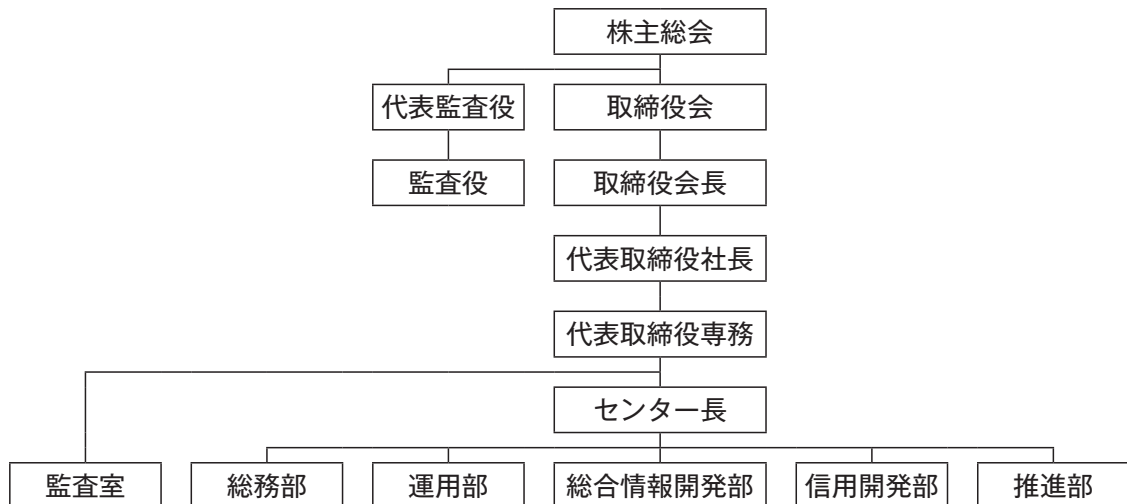 株主総会
代表監査役
取締役会
監査役
取締役会長
代表取締役社長
代表取締役専務
センター長
監査室
総務部
運用部
総合情報開発部
信用開発部
推進部